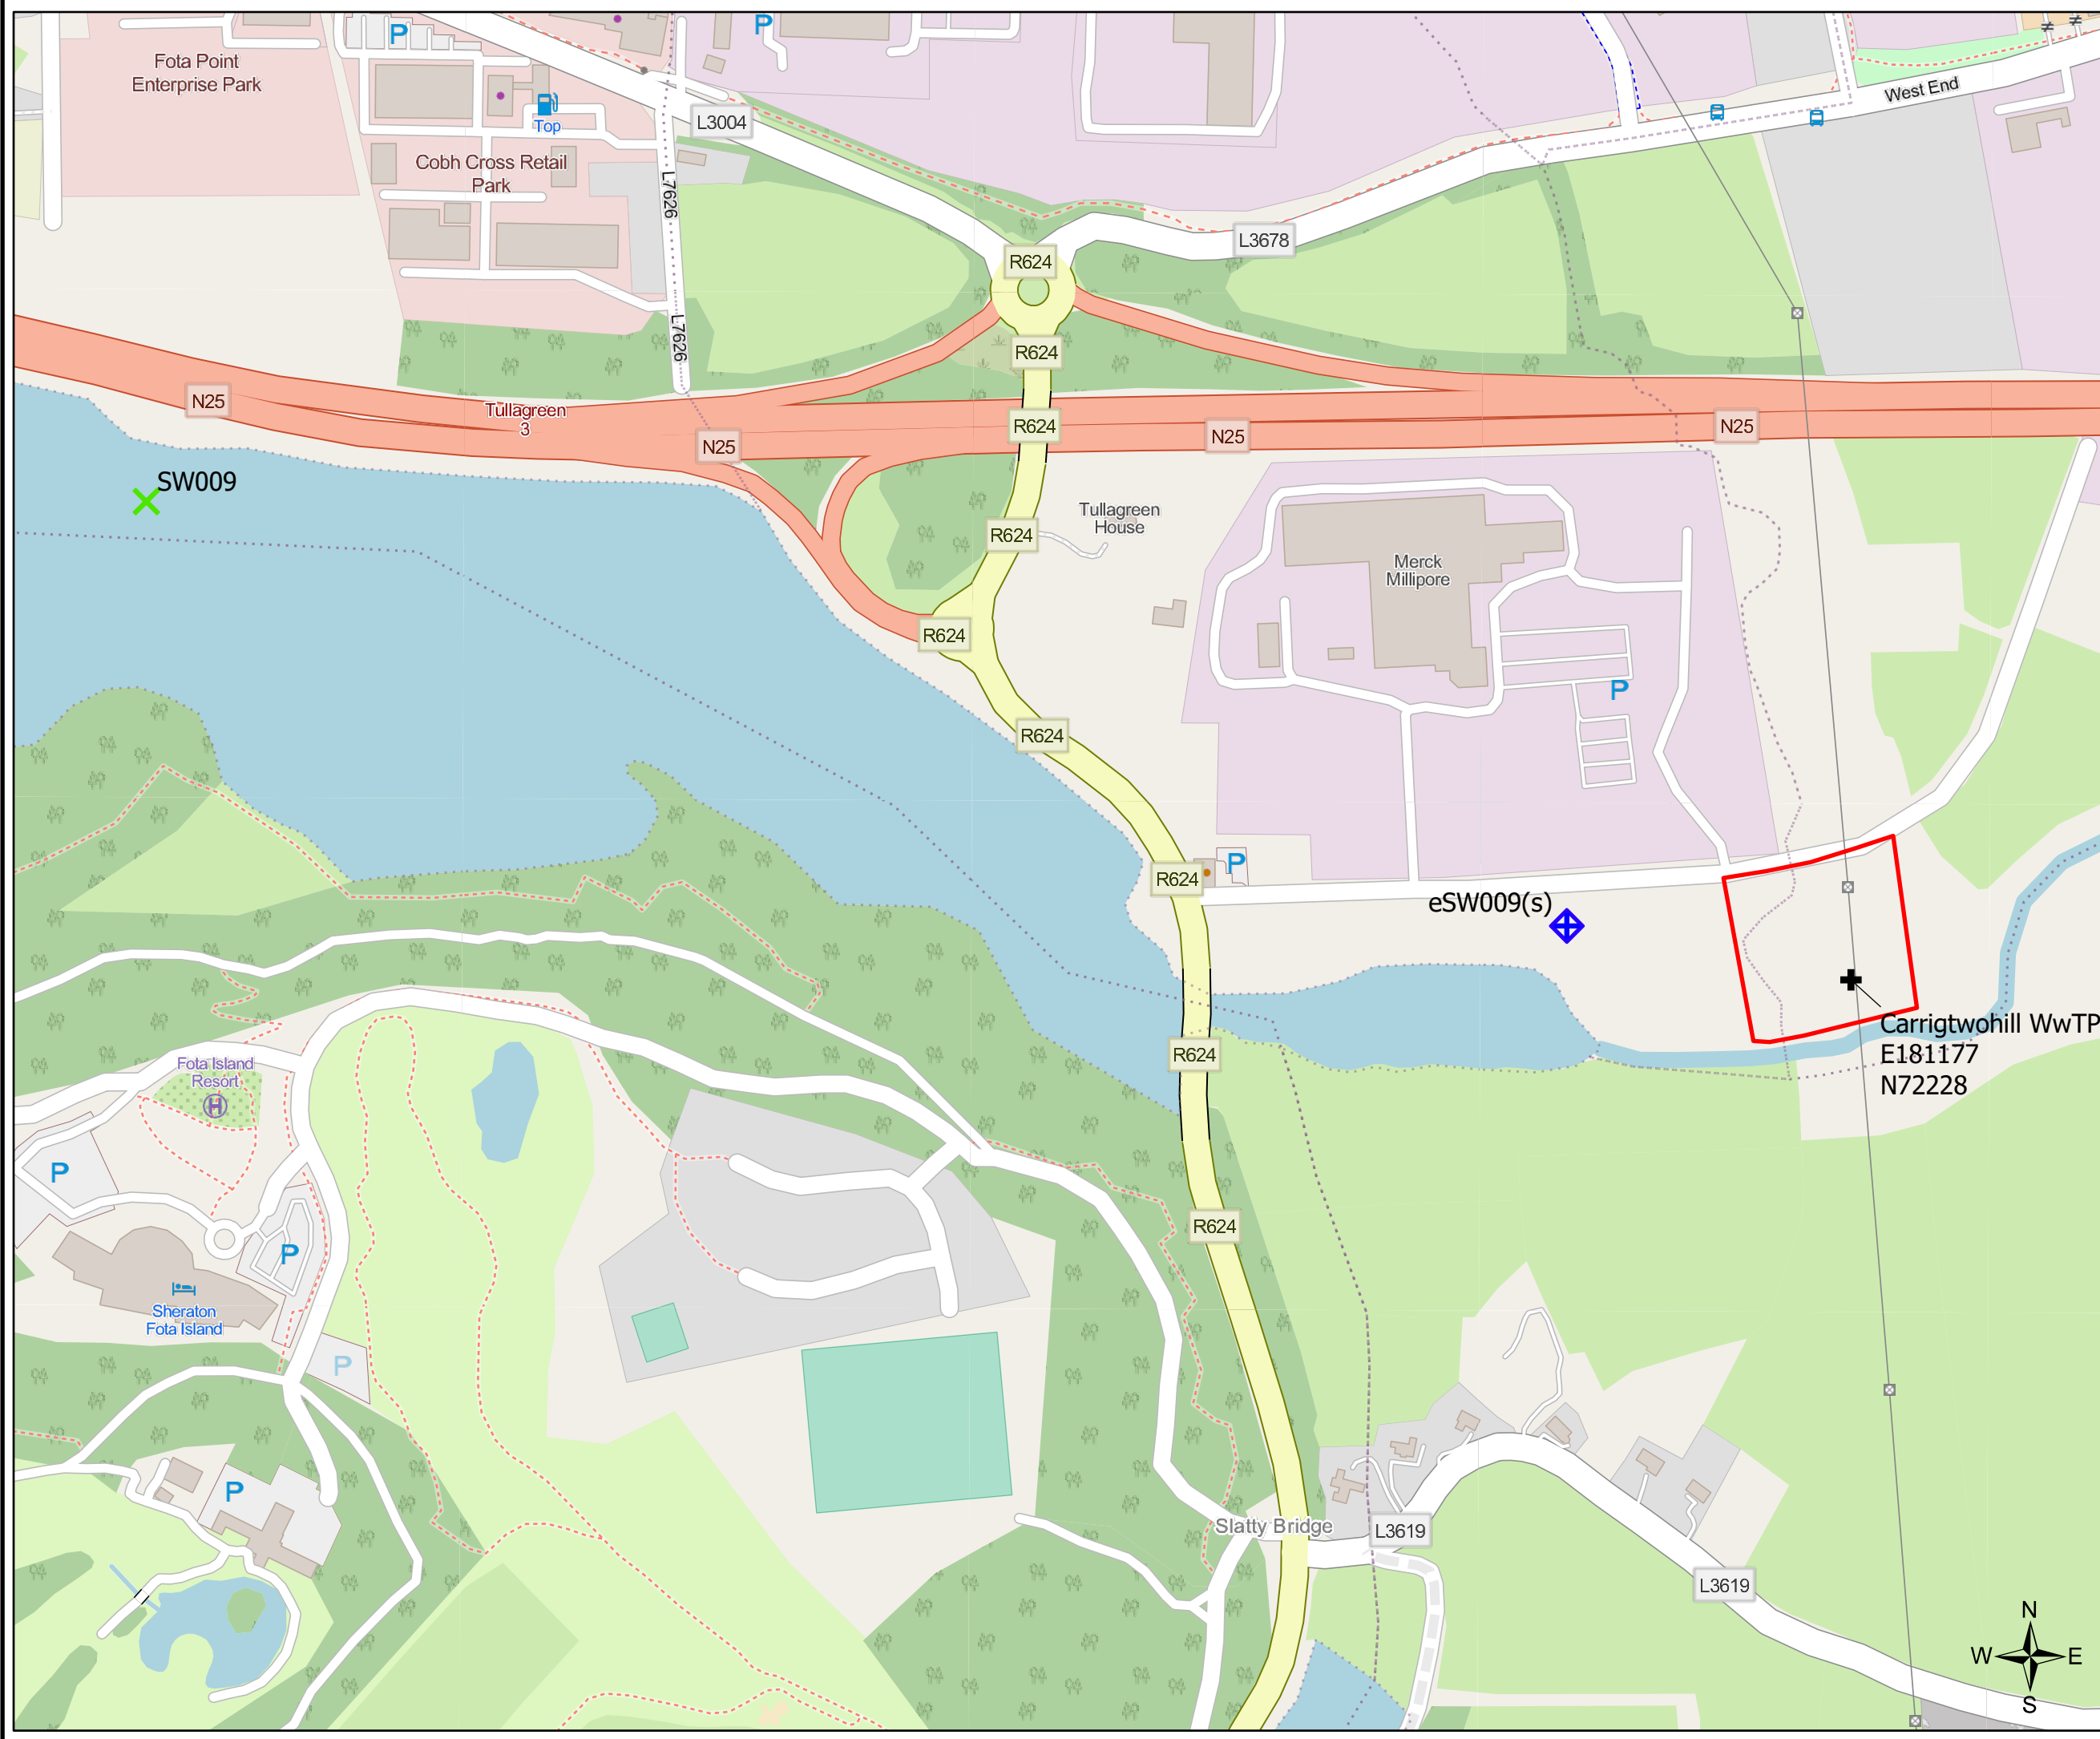 P
P
Fota Point
Enterprise Park
Top
Cobh Cross Retail
Park
L3004
L7626
L7626
West End
L3678
R624
R624
R624
N25
Tullagreen
3
N25
N25
N25
SW009
R624
Tullagreen
House
Merck
Millipore
R624
P
R624
P
R624
eSW009(s)
Carrigtwohill WwTP
E181177
N72228
R624
Fota Island
Resort
H
P
R624
P
Sheraton
Fota Island
P
P
Slatty Bridge
L3619
L3619
N
W E
S